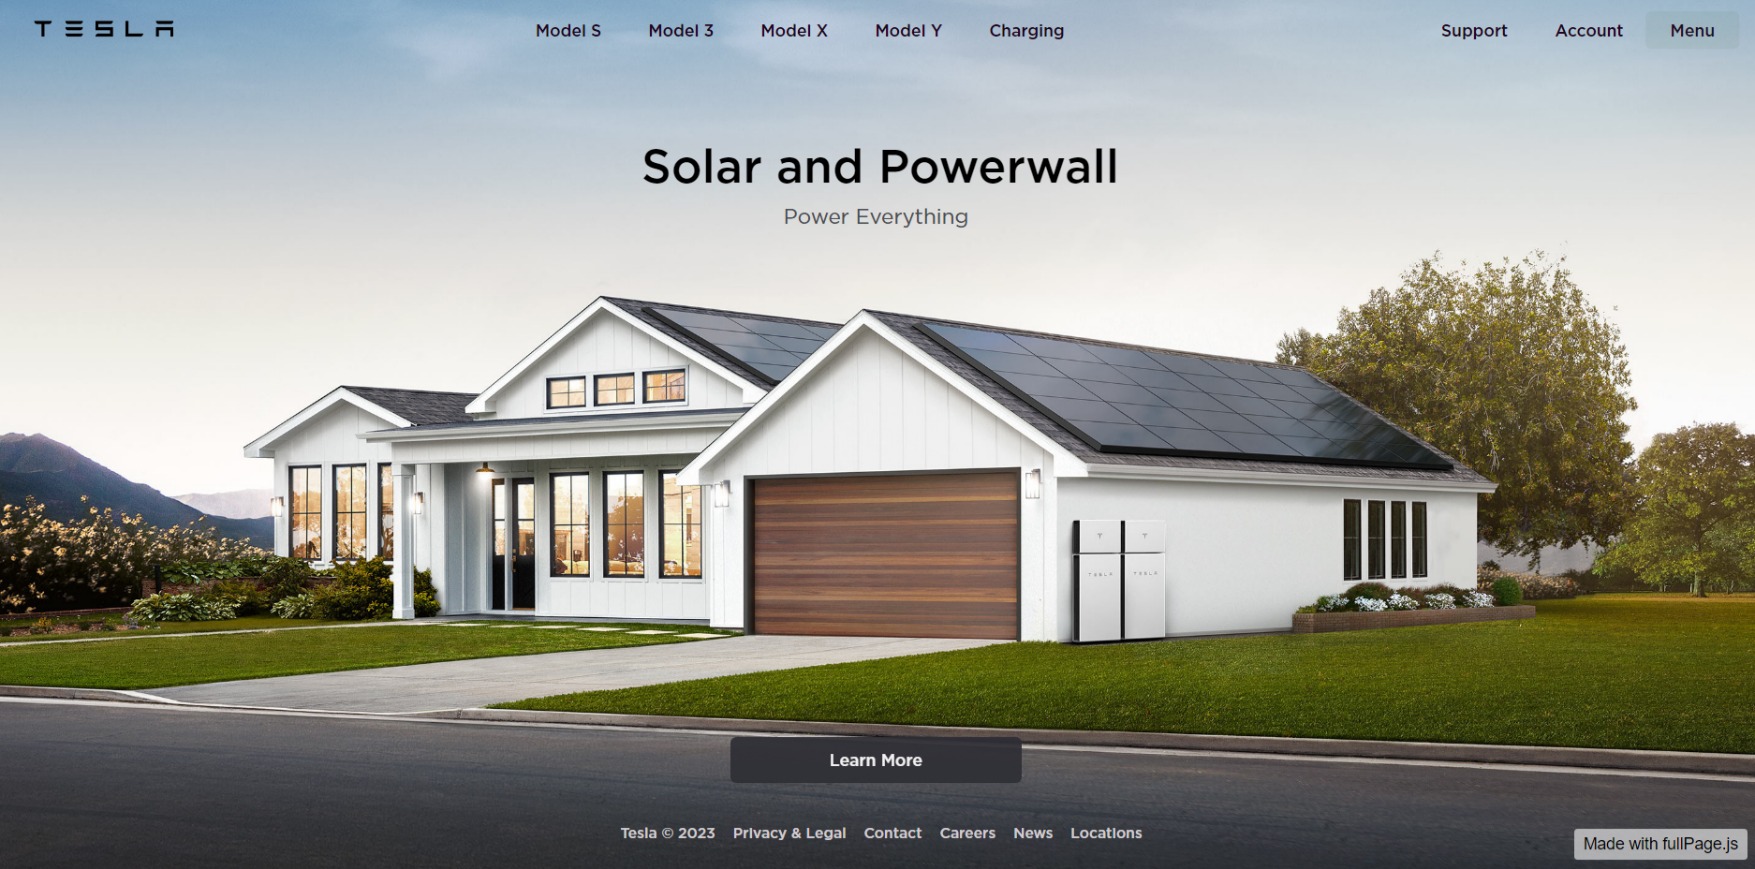 TESLA
Model S Model 3 Model X Model Y Charging
Support Account Menu
Solar and Powerwall
Power Everything
TESLA TESLA
Learn More
Tesla © 2023 Privacy & Legal Contact Careers News Locations
Made with fullPage.js